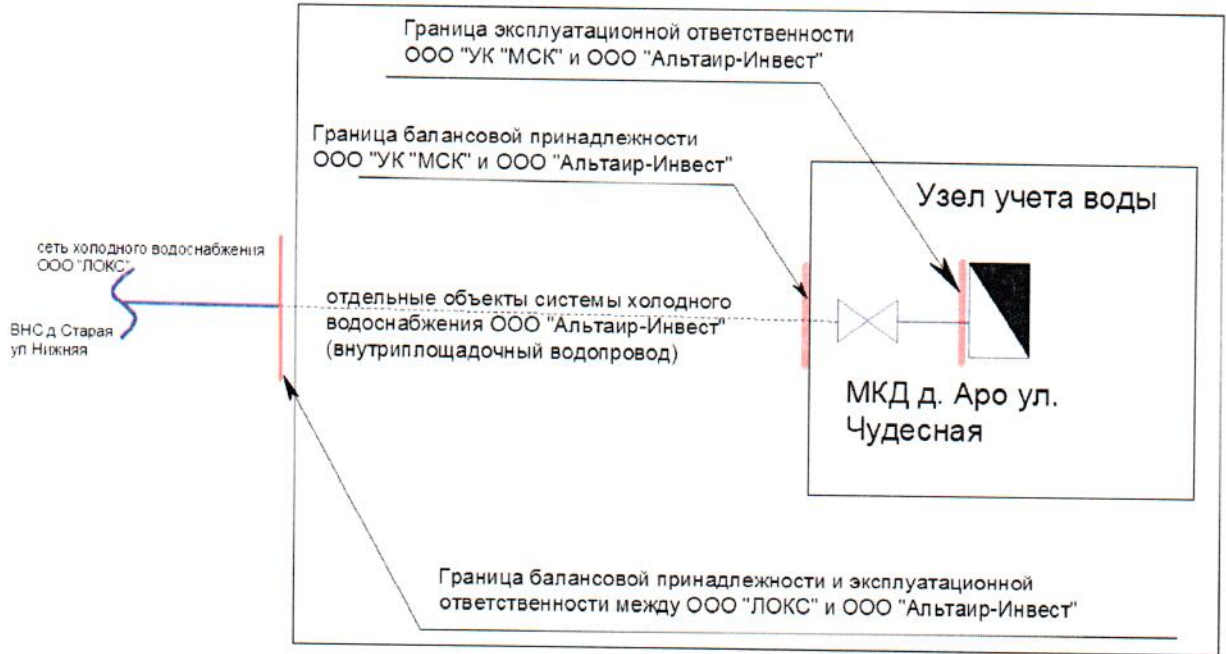 Граница эксплуатационной ответственности
ООО "УК "МСК" и ООО "Альтаир-Инвест"
Граница балансовой принадлежности
ООО "УК "МСК" и ООО "Альтаир-Инвест"
Узел учета воды
сеть холодного водоснабжения
ООО "ЛОКС"
ВНС д Старая
ул Нижняя
отдельные объекты системы холодного
водоснабжения ООО "Альтаир-Инвест"
(внутриплощадочный водопровод)
МКД д. Аро ул.
Чудесная
Граница балансовой принадлежности и эксплуатационной
ответственности между ООО "ЛОКС" и ООО "Альтаир-Инвест"